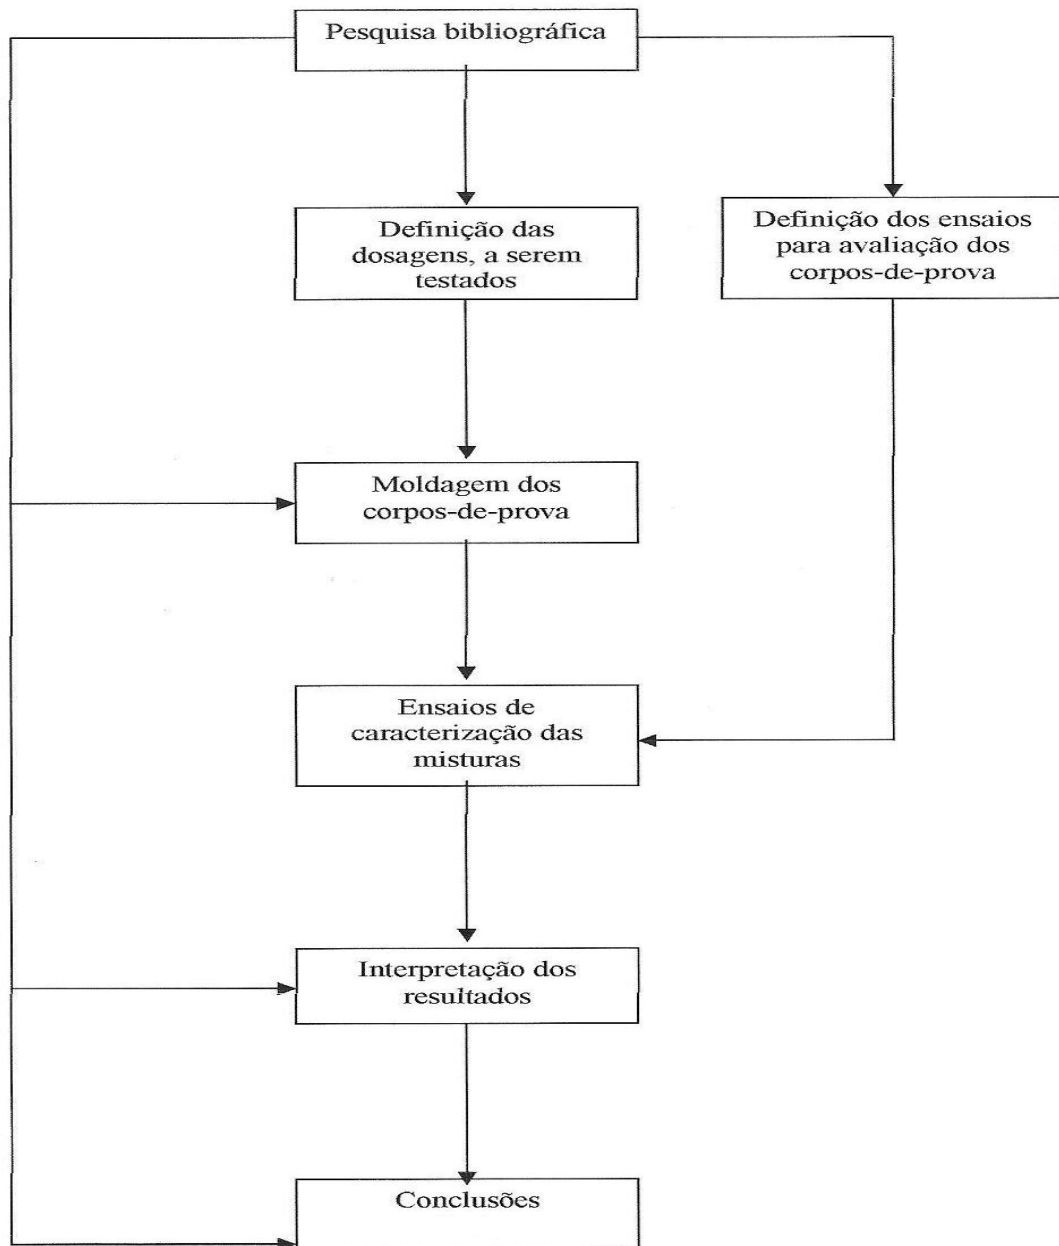 Pesquisa bibliográfica
Definição das
dosagens, a serem
testados
Definição dos ensaios
para avaliação dos
corpos-de-prova
Moldagem dos
corpos-de-prova
Ensaios de
caracterização das
misturas
Interpretação dos
resultados
Conclusões